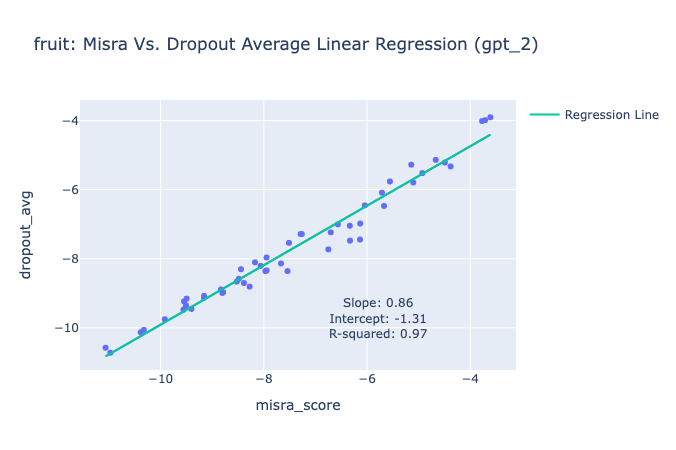 fruit: Misra Vs. Dropout Average Linear Regression (gpt_2)
Regression Line
dropout_avg
−4
−6
−8
−10
Slope: 0.86
Intercept: -1.31
R-squared: 0.97
−10
−8
−6
−4
misra_score